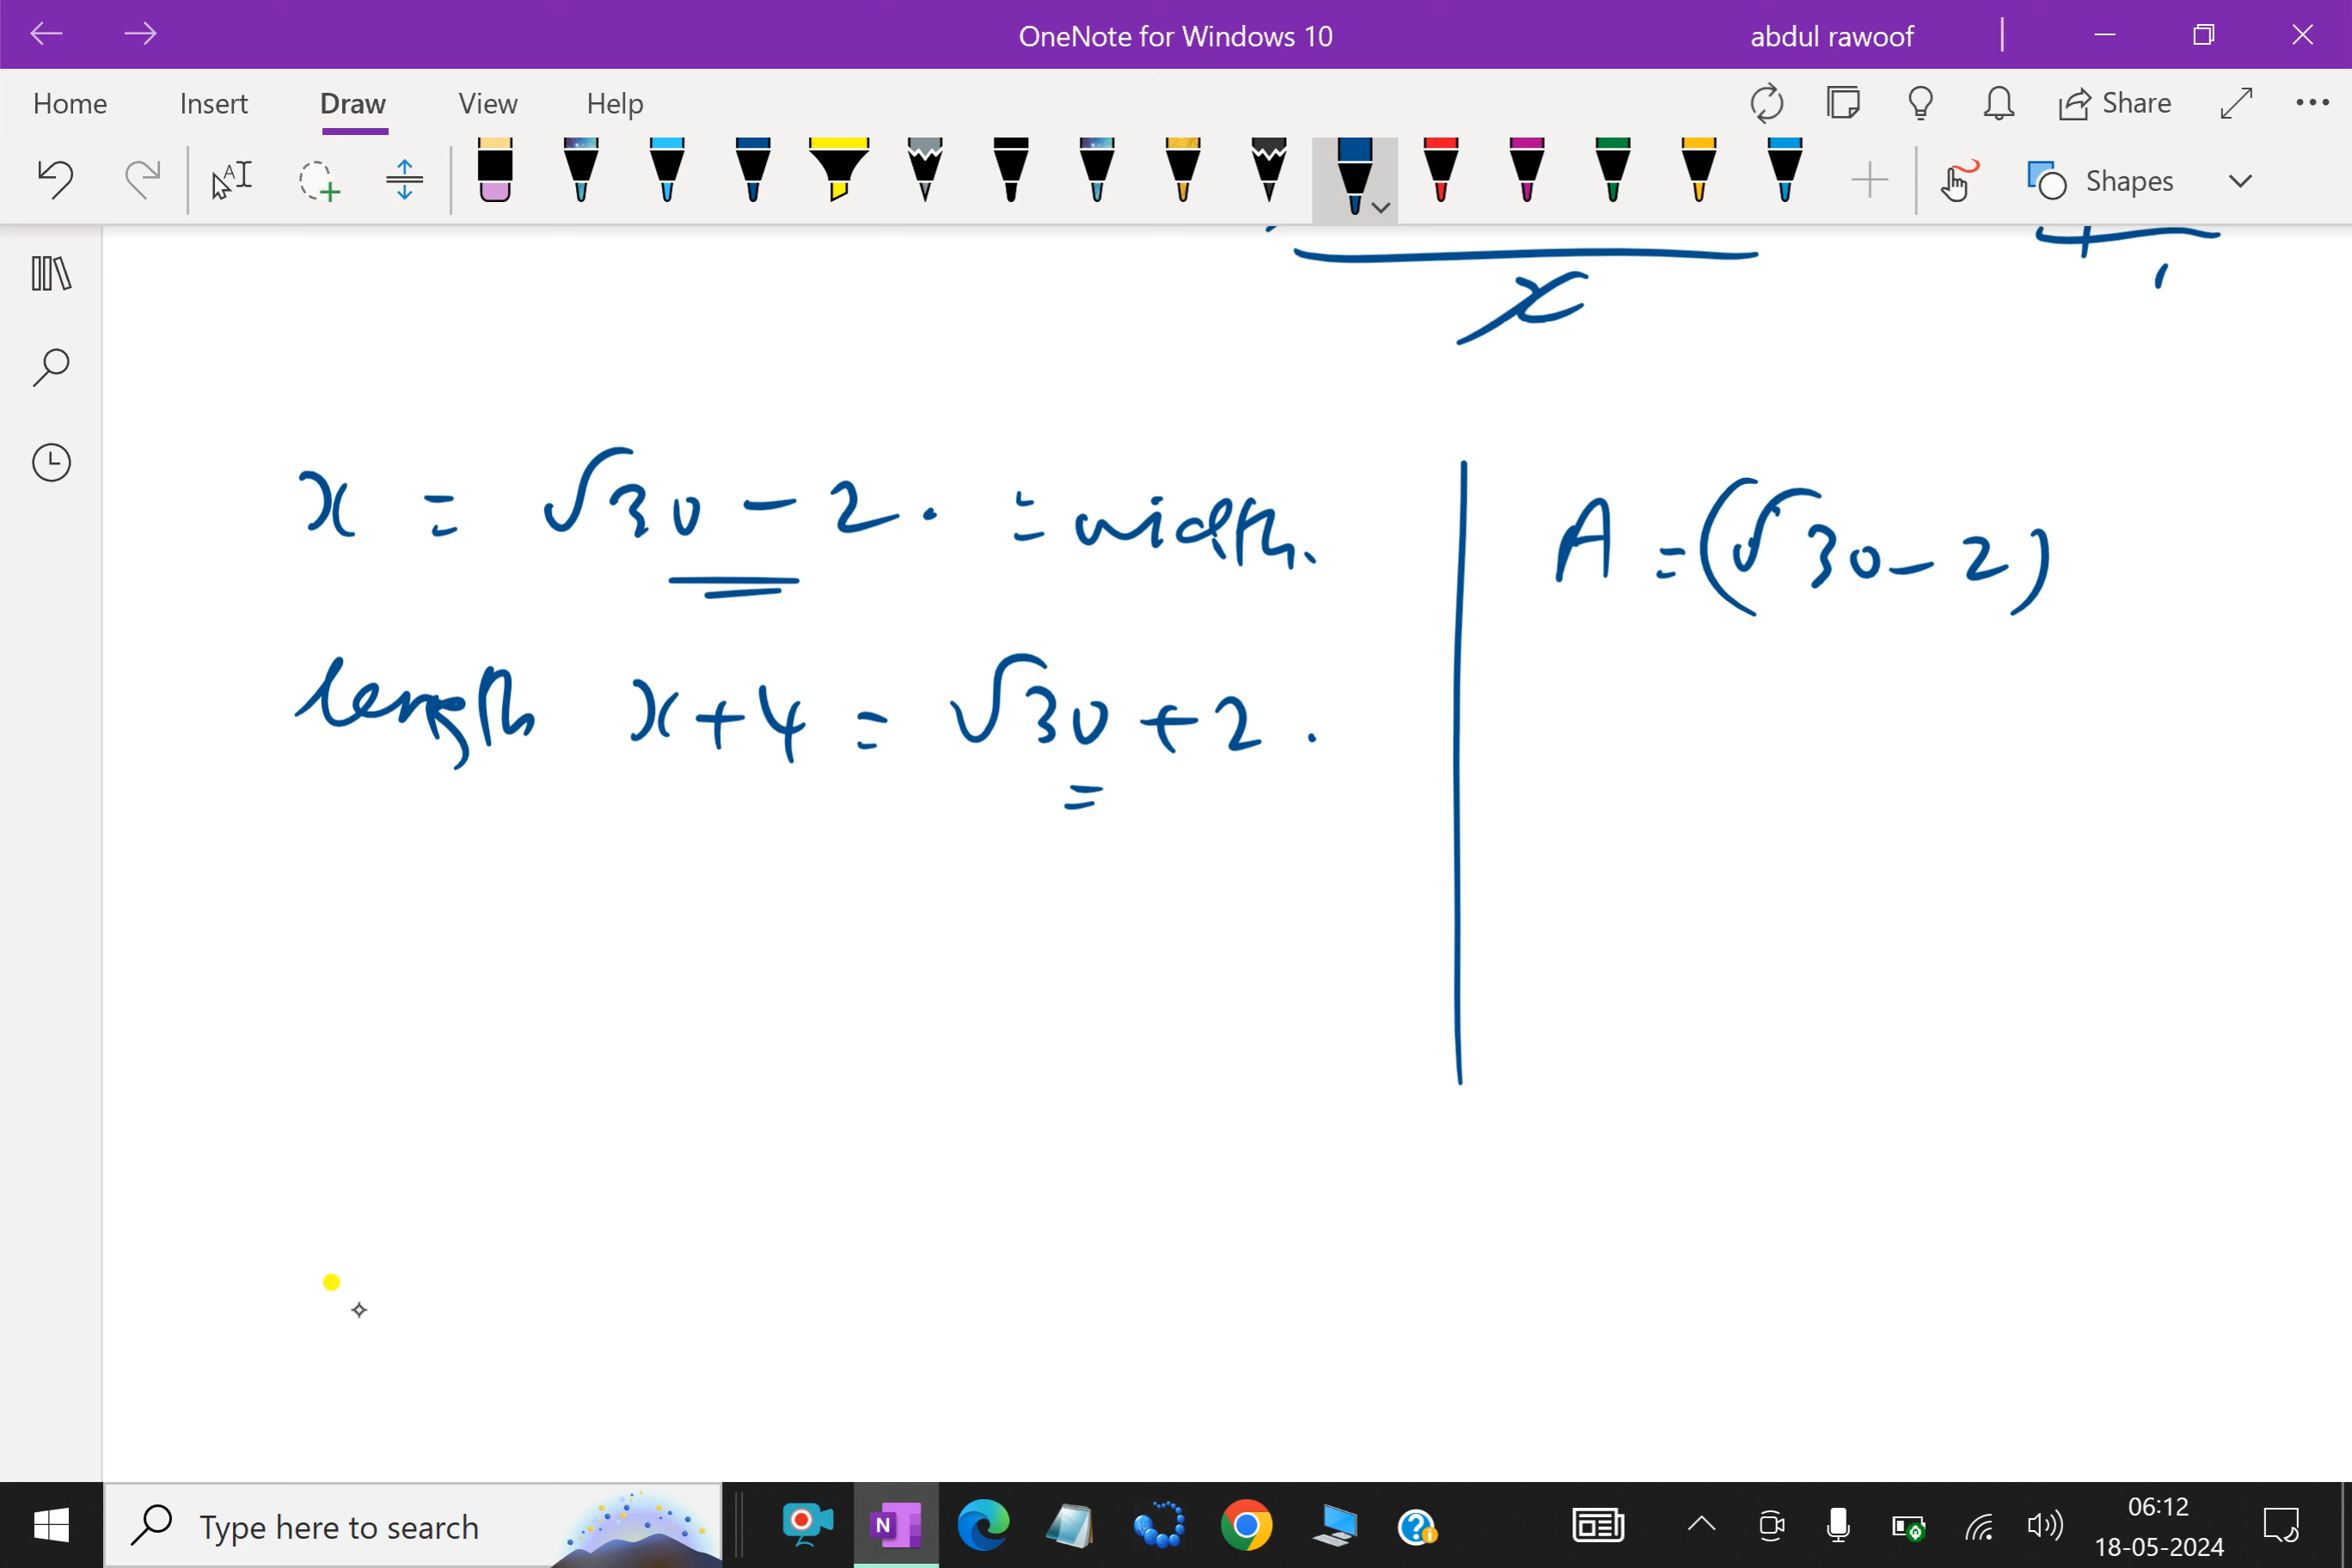 OneNote for Windows 10
abdul rawoof
Home Insert Draw View Help
Share
Shapes
x
x = √30 - 2 . = width.
A = (√30 - 2)
length x + 4 = √30 + 2 .
Type here to search
06:12
18-05-2024